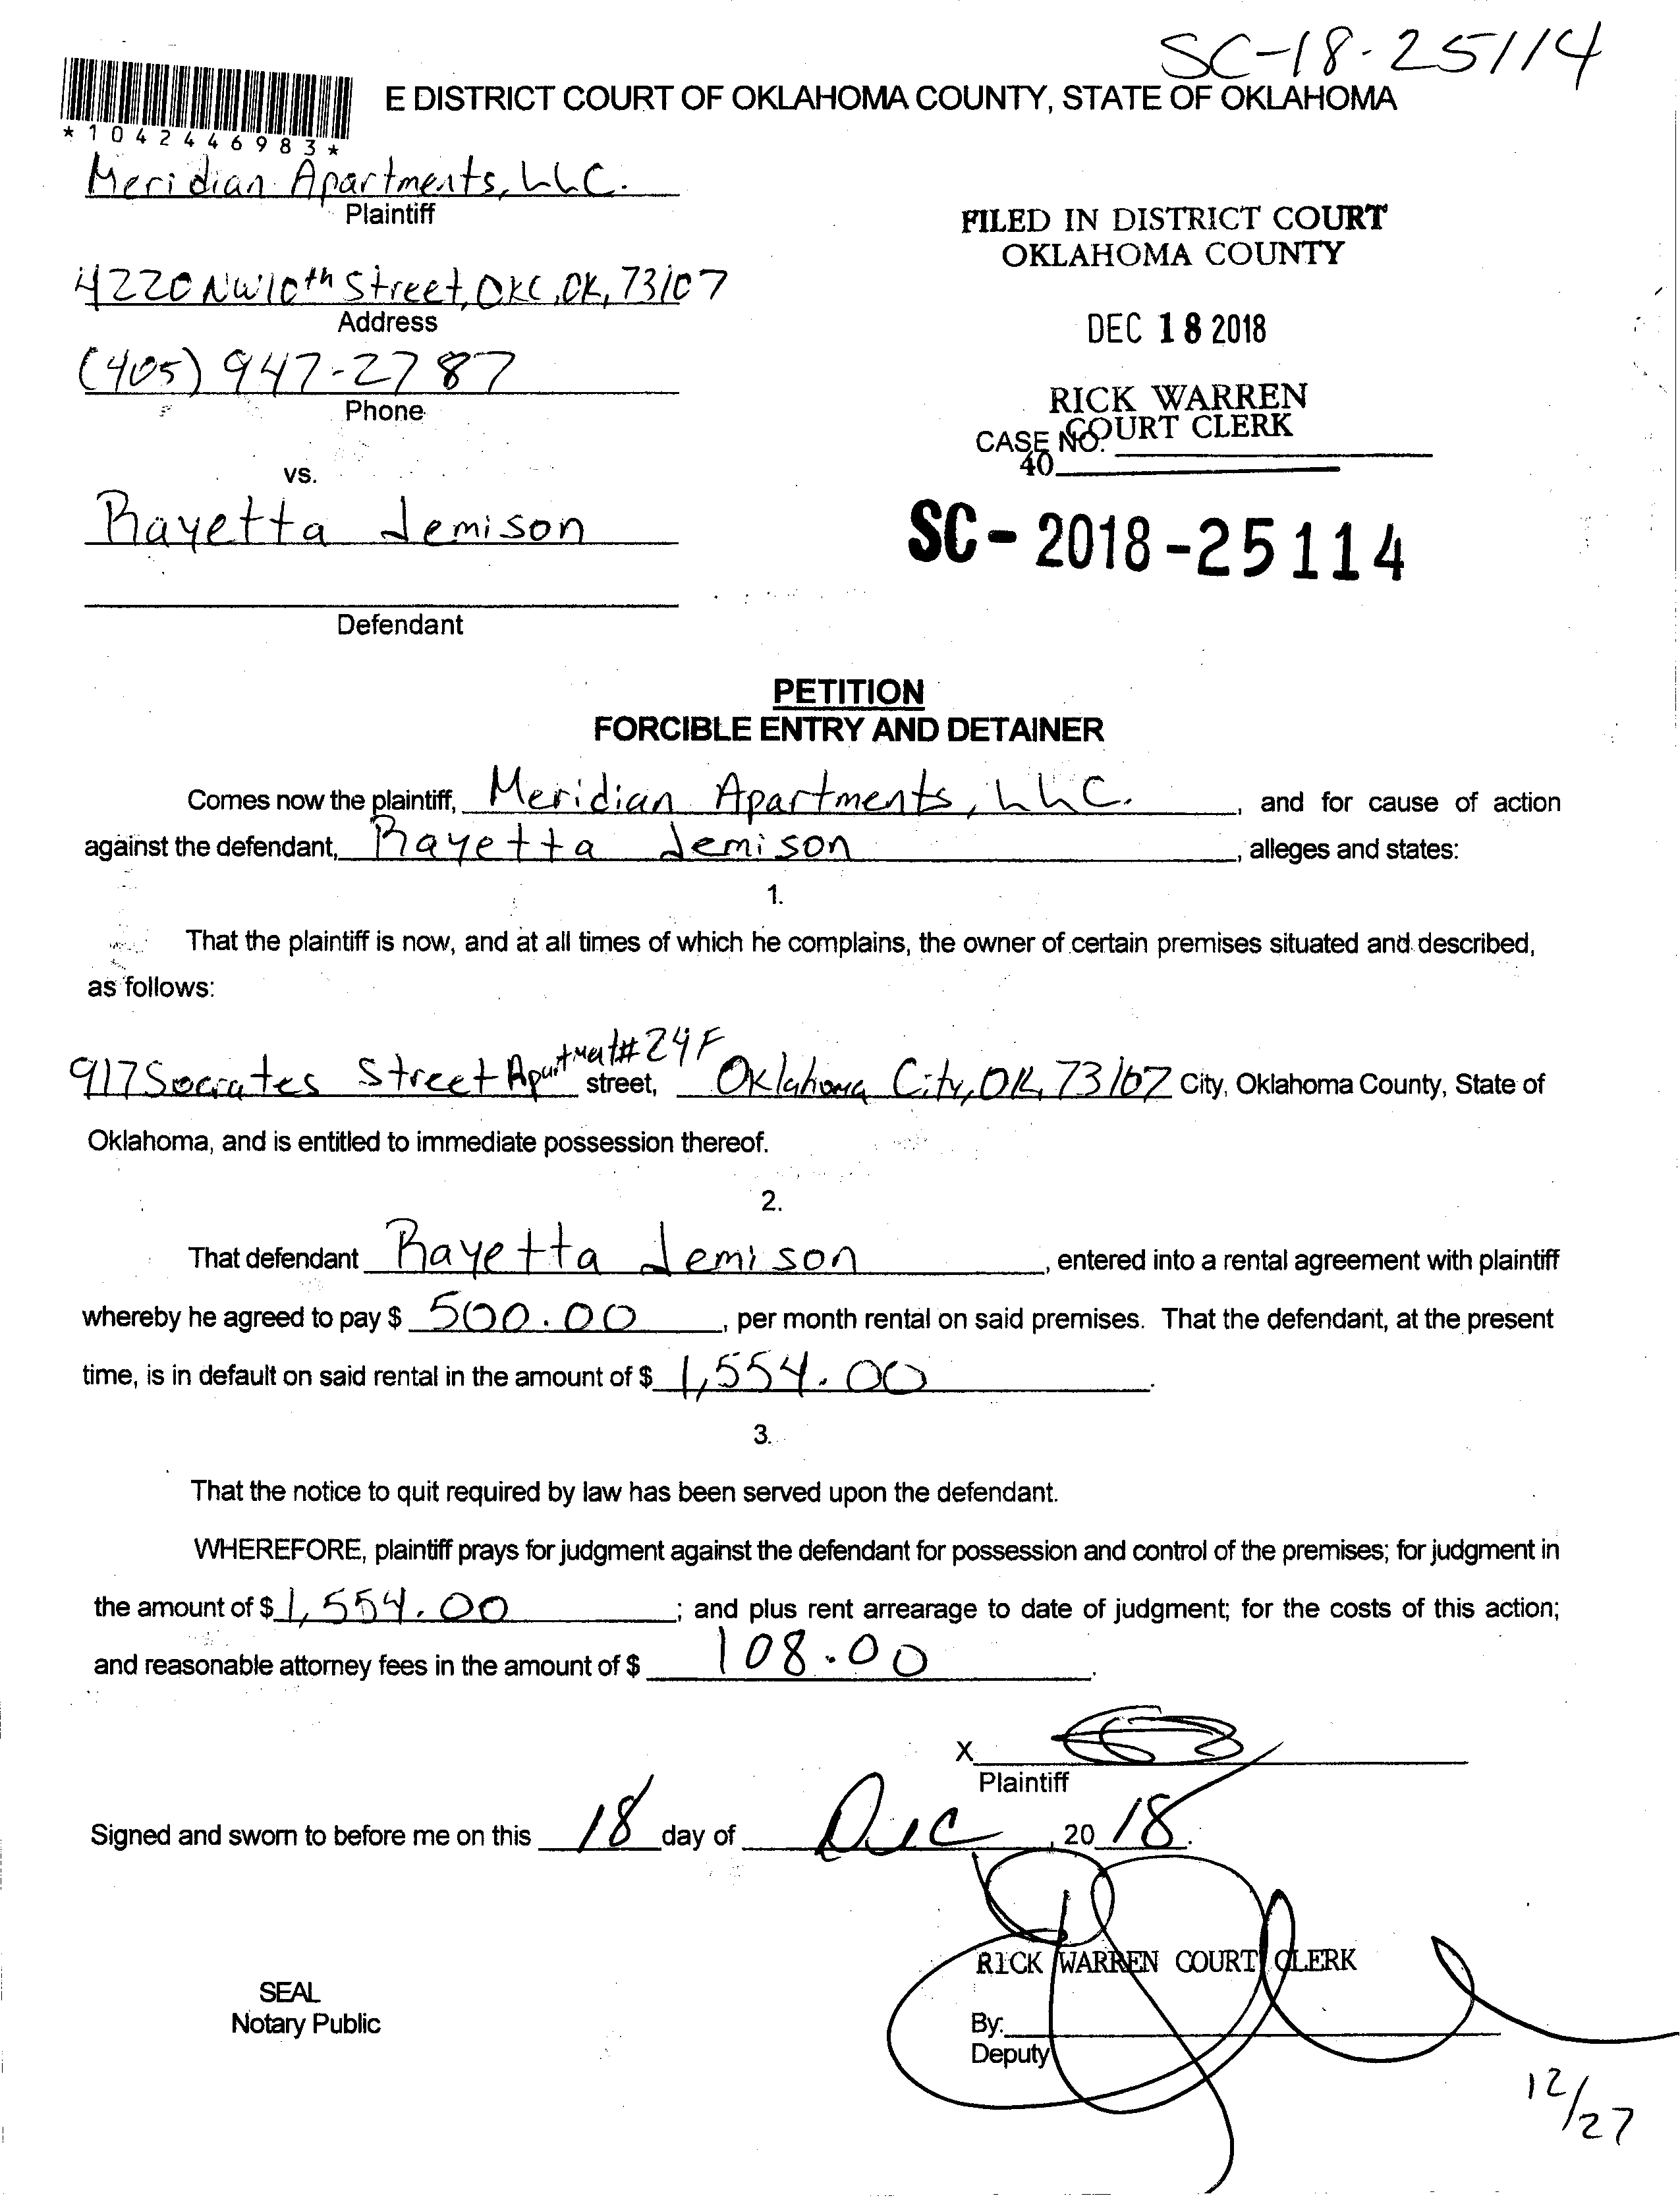 SC-18-25114
E DISTRICT COURT OF OKLAHOMA COUNTY, STATE OF OKLAHOMA
*1042446983*
Meridian Apartments, LLC.
Plaintiff
4220 NW 10th Street, OKC, OK, 73107
Address
(405) 947-2787
Phone
vs.
Rayetta Jemison
Defendant
FILED IN DISTRICT COURT
OKLAHOMA COUNTY
DEC 18 2018
RICK WARREN
COURT CLERK
CASE NO.
40
SC-2018-25114
PETITION
FORCIBLE ENTRY AND DETAINER
Comes now the plaintiff, Meridian Apartments, LLC. , and for cause of action
against the defendant, Rayetta Jemison , alleges and states:
1.
That the plaintiff is now, and at all times of which he complains, the owner of certain premises situated and described,
as follows:
917 Socrates Street Apartment# 24F street, Oklahoma City, OK, 73107 City, Oklahoma County, State of
Oklahoma, and is entitled to immediate possession thereof.
2.
That defendant Rayetta Jemison , entered into a rental agreement with plaintiff
whereby he agreed to pay $ 500.00 , per month rental on said premises. That the defendant, at the present
time, is in default on said rental in the amount of $ 1,554.00 .
3.
That the notice to quit required by law has been served upon the defendant.
WHEREFORE, plaintiff prays for judgment against the defendant for possession and control of the premises; for judgment in
the amount of $ 1,554.00 ; and plus rent arrearage to date of judgment; for the costs of this action;
and reasonable attorney fees in the amount of $ 108.00 .
X
Plaintiff
Signed and sworn to before me on this 18 day of Dec , 20 18.
RICK WARREN COURT CLERK
SEAL
Notary Public
By:
Deputy
12/27